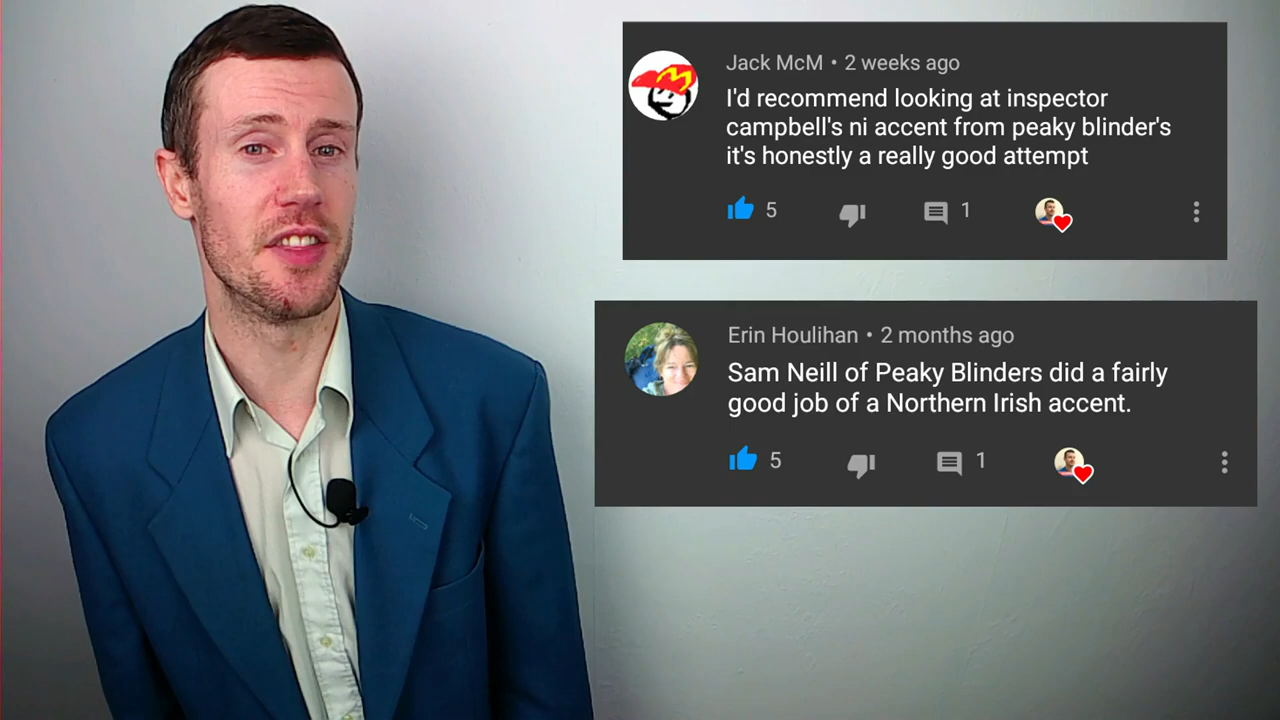 Jack McM • 2 weeks ago
I'd recommend looking at inspector
campbell's ni accent from peaky blinder's
it's honestly a really good attempt
5 1
Erin Houlihan • 2 months ago
Sam Neill of Peaky Blinders did a fairly
good job of a Northern Irish accent.
5 1